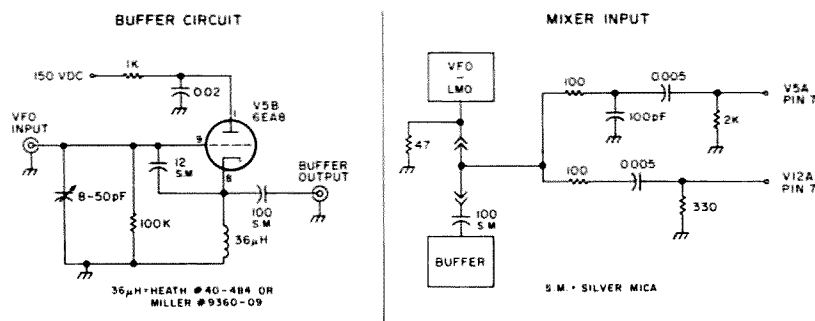 BUFFER CIRCUIT
1K
150 VDC
0.02
V5B
6EA8
1
VFO
INPUT
9
12
S.M
8
BUFFER
OUTPUT
8-50pF
100K
100
S.M
36µH
36µH=HEATH #40-484 OR
MILLER #9360-09
MIXER INPUT
VFO
–
LMO
47
100
0.005
V5A
PIN 7
100pF
2K
100
0.005
V12A
PIN 7
330
100
S.M
BUFFER
S.M. = SILVER MICA